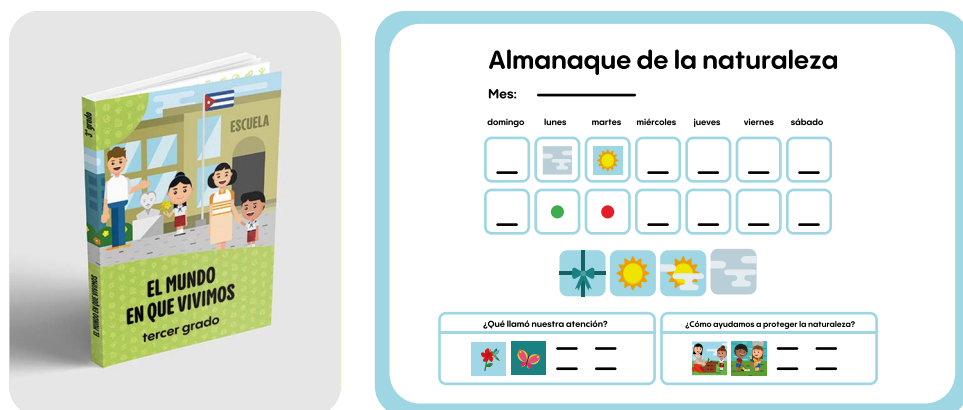 3er grado
ESCUELA
EL MUNDO EN QUE VIVIMOS
EL MUNDO
EN QUE VIVIMOS
tercer grado
Almanaque de la naturaleza
Mes:
domingo lunes martes miércoles jueves viernes sábado
¿Qué llamó nuestra atención?
¿Cómo ayudamos a proteger la naturaleza?